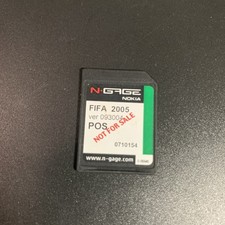 N·GAGE
NOKIA
FIFA 2005
ver 093004
POS
NOT FOR SALE
0710154
www.n-gage.com